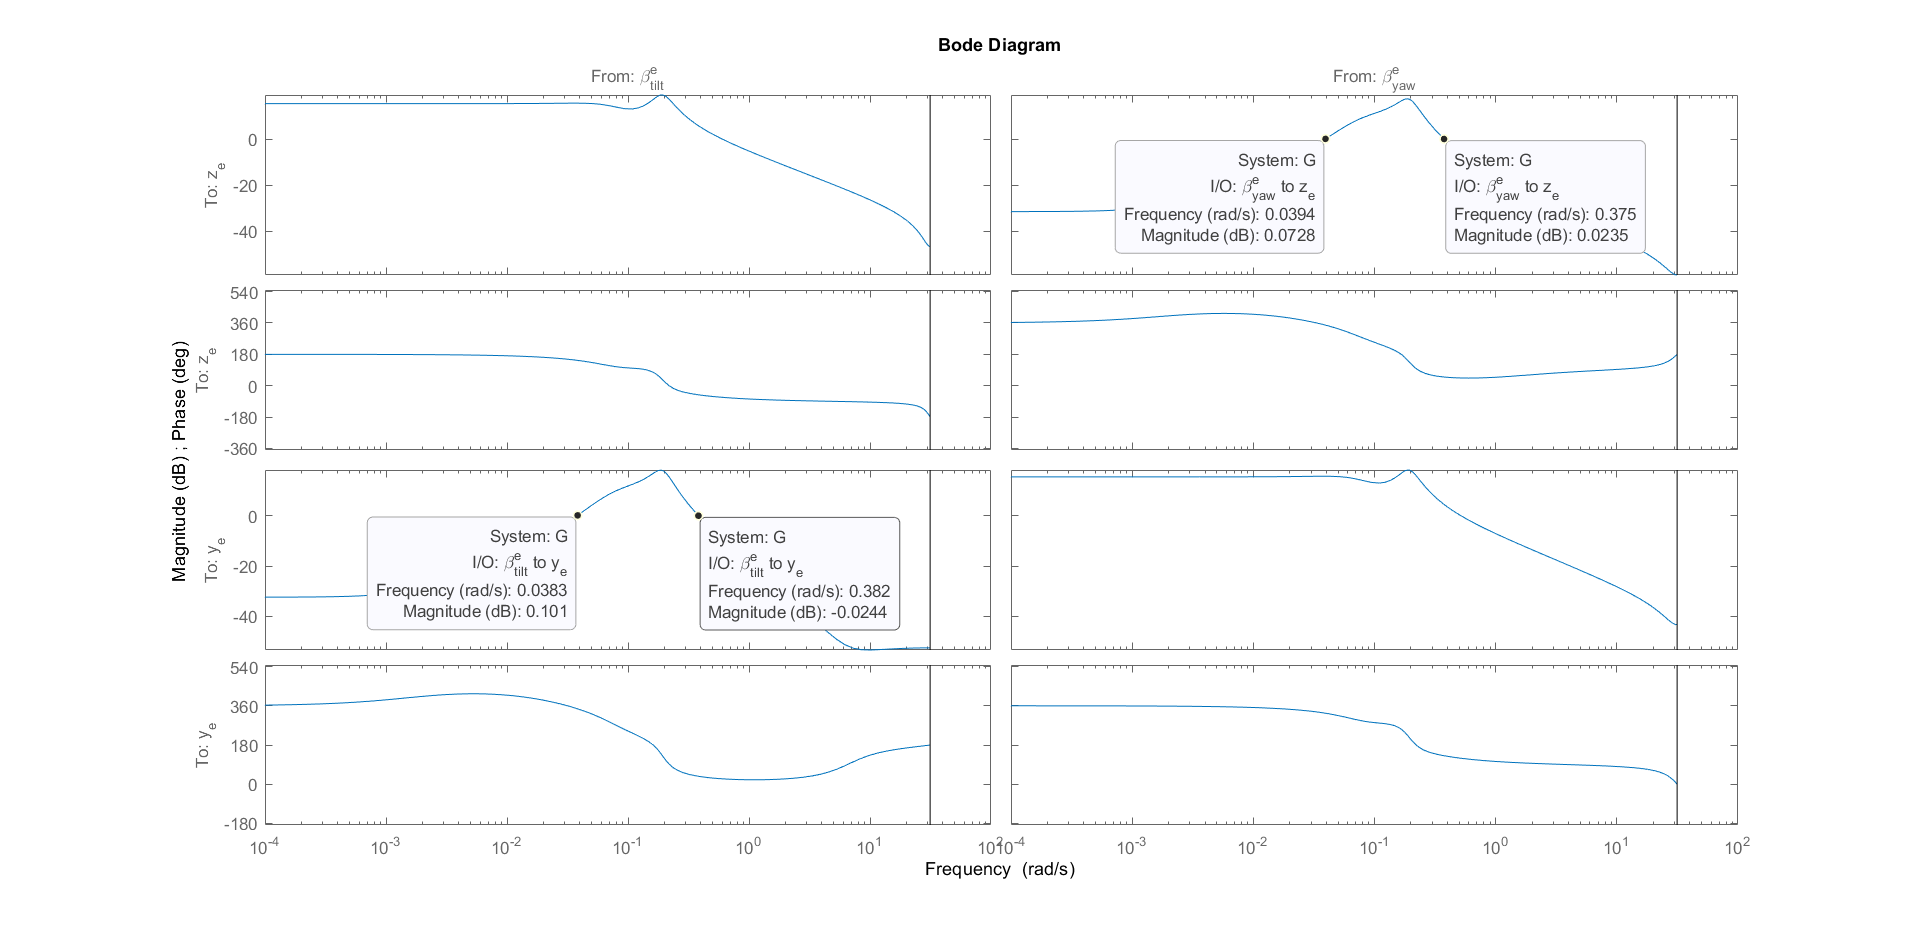 Bode Diagram
From: β^e_tilt
From: β^e_yaw
Magnitude (dB) ; Phase (deg)
To: z_e
0
-20
-40
System: G
I/O: β^e_yaw to z_e
Frequency (rad/s): 0.0394
Magnitude (dB): 0.0728
System: G
I/O: β^e_yaw to z_e
Frequency (rad/s): 0.375
Magnitude (dB): 0.0235
To: z_e
540
360
180
0
-180
-360
To: y_e
0
-20
-40
System: G
I/O: β^e_tilt to y_e
Frequency (rad/s): 0.0383
Magnitude (dB): 0.101
System: G
I/O: β^e_tilt to y_e
Frequency (rad/s): 0.382
Magnitude (dB): -0.0244
To: y_e
540
360
180
0
-180
10^-4 10^-3 10^-2 10^-1 10^0 10^1 10^2
10^-4 10^-3 10^-2 10^-1 10^0 10^1 10^2
Frequency (rad/s)